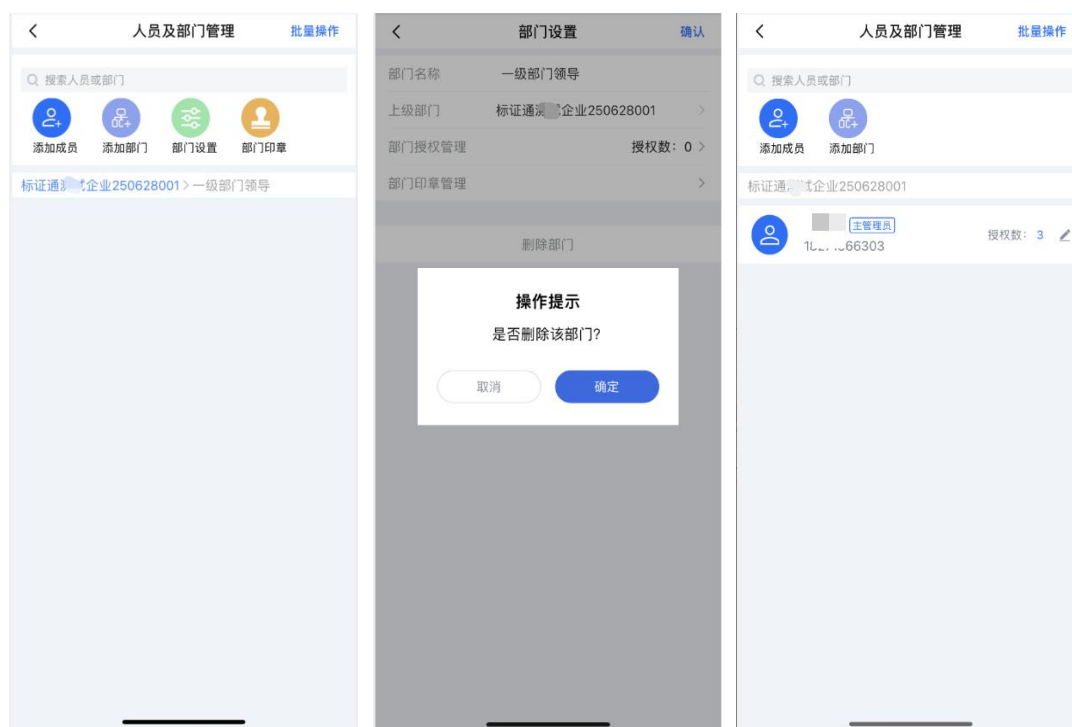 人员及部门管理 批量操作
搜索人员或部门
添加成员 添加部门 部门设置 部门印章
标证通 企业250628001 > 一级部门领导
部门设置 确认
部门名称 一级部门领导
上级部门 标证通 企业250628001 >
部门授权管理 授权数：0 >
部门印章管理 >
删除部门
操作提示
是否删除该部门？
取消 确定
人员及部门管理 批量操作
搜索人员或部门
添加成员 添加部门
标证通 企业250628001
主管理员
66303
授权数：3